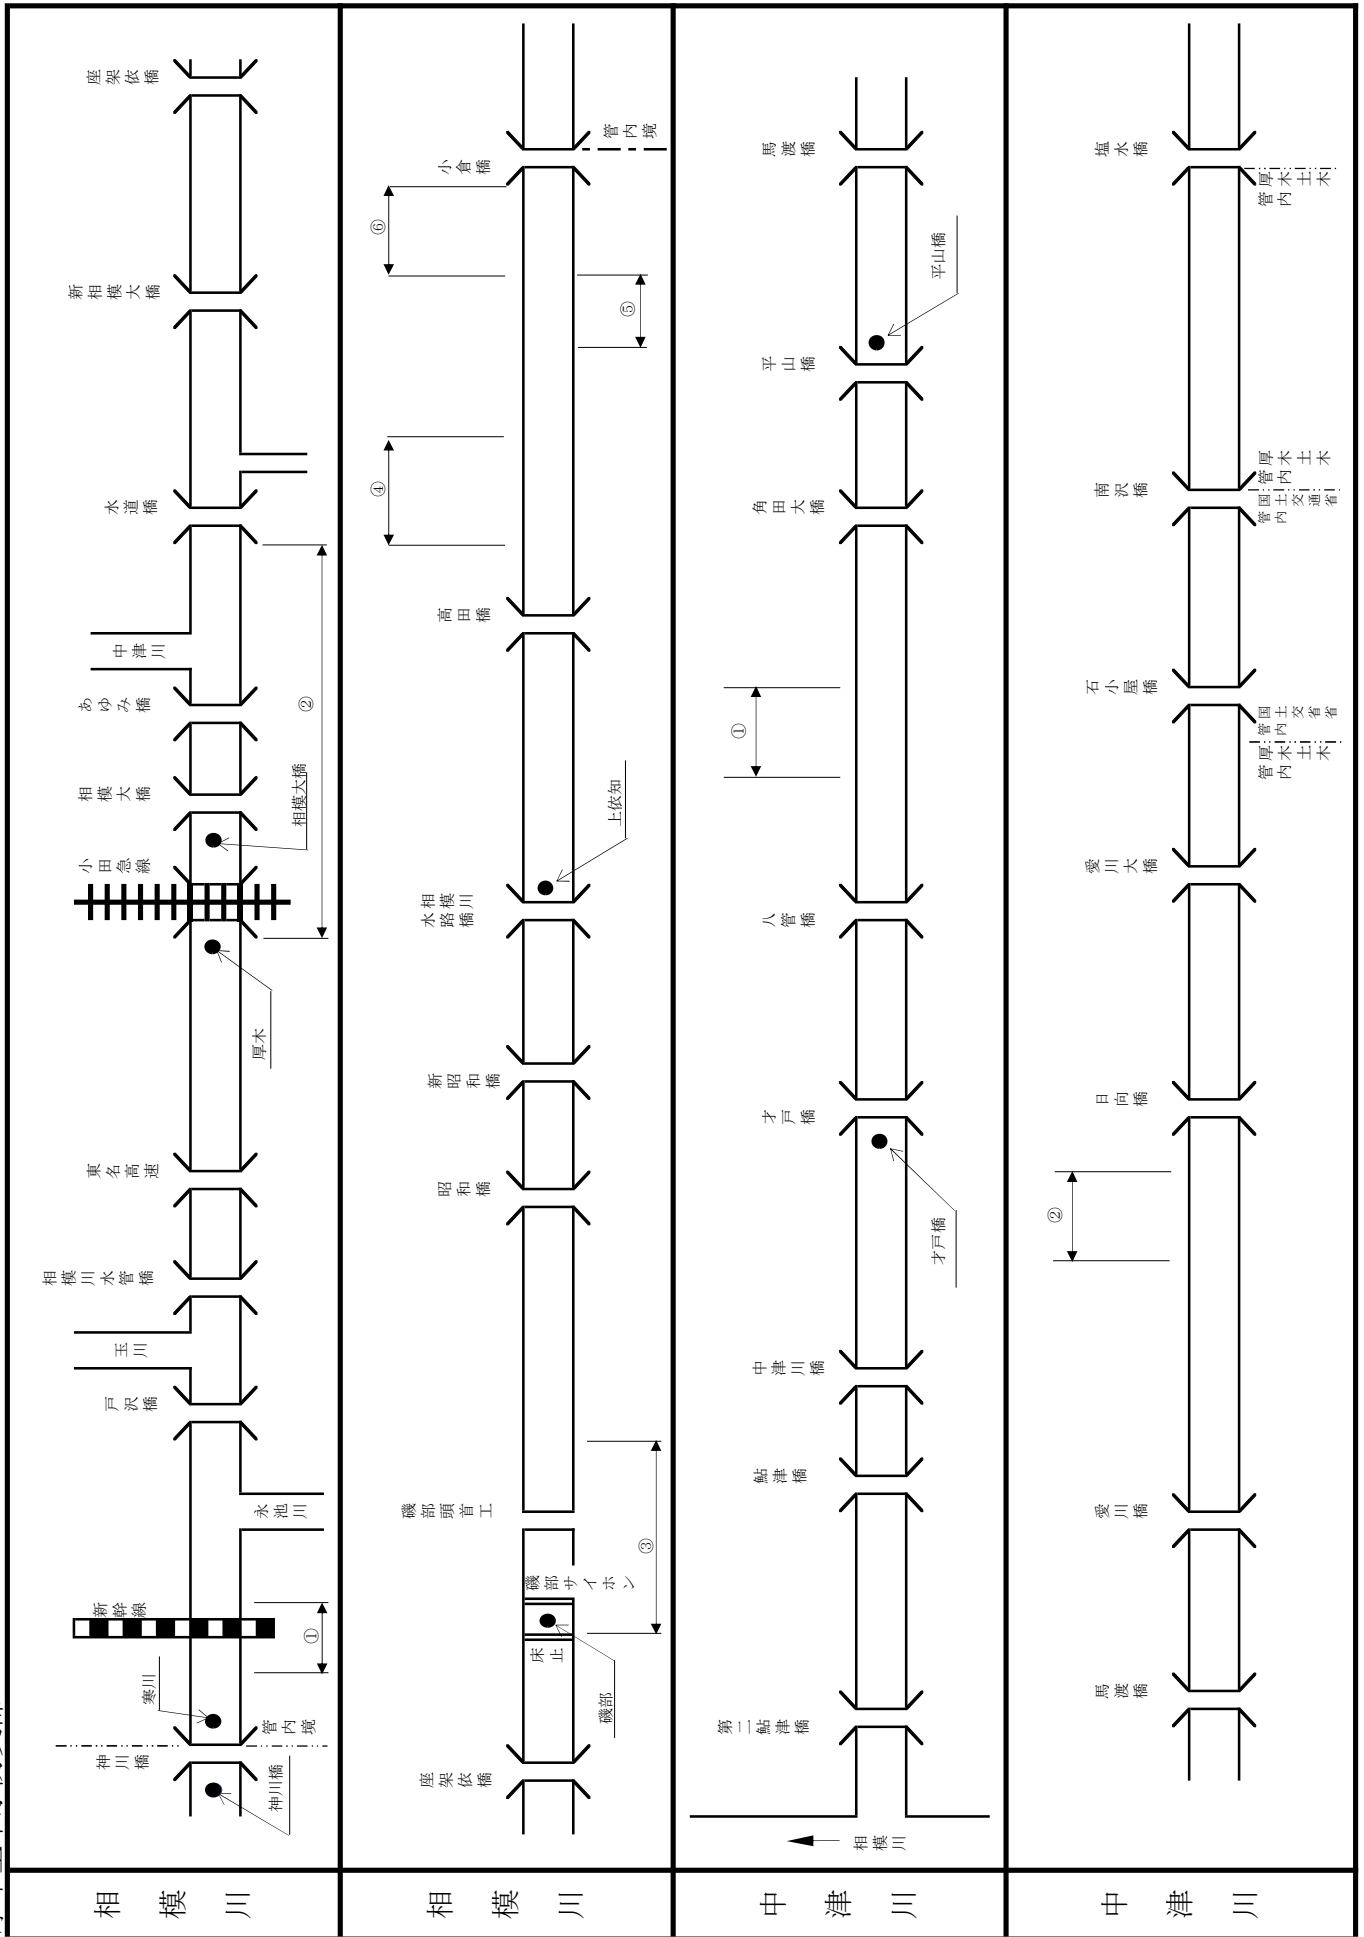 相模川
神川橋
神川橋
管内境
寒川
新幹線
①
永池川
戸沢橋
玉川
相模川水管橋
東名高速
厚木
小田急線
相模大橋
相模大橋
②
あゆみ橋
中津川
水道橋
新相模大橋
座架依橋
相模川
座架依橋
床止
磯部
磯部サイホン
磯部頭首工
③
昭和橋
新昭和橋
相模川
水路橋
上依知
高田橋
④
⑤
⑥
小倉橋
管内境
中津川
相模川
第二鮎津橋
鮎津橋
中津川橋
才戸橋
才戸橋
八菅橋
①
角田大橋
平山橋
平山橋
馬渡橋
中津川
馬渡橋
愛川橋
②
日向橋
愛川大橋
厚木土木
管内
国土交省省
管内
石小屋橋
国土交通省
管内
南沢橋
厚木土木
管内
厚木土木
管内
塩水橋